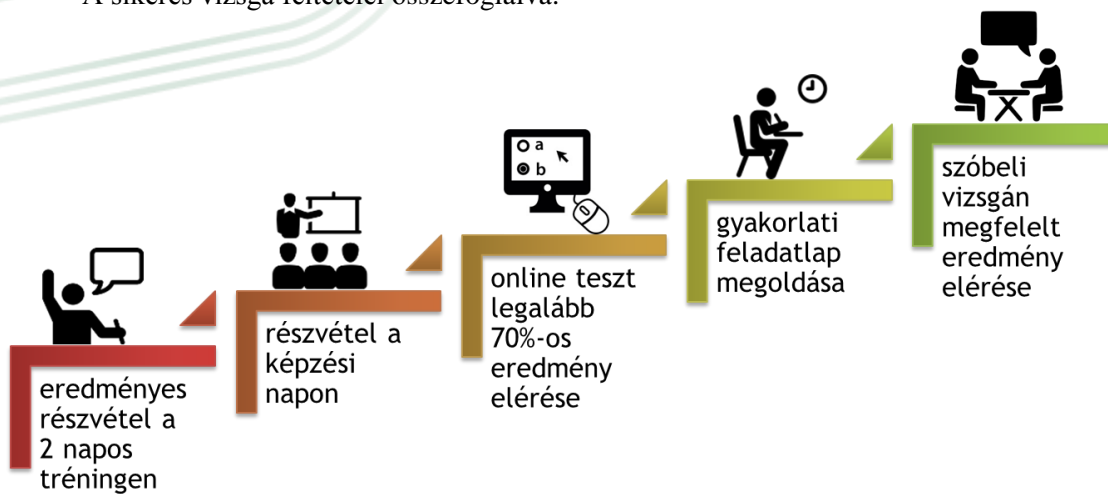 A sikeres vizsga feltételei összefoglalva:
eredményes
részvétel a
2 napos
tréningen
részvétel a
képzési
napon
online teszt
legalább
70%-os
eredmény
elérése
a
b
gyakorlati
feladatlap
megoldása
szóbeli
vizsgán
megfelelt
eredmény
elérése